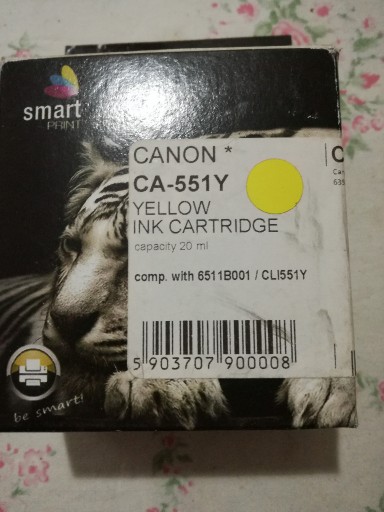 smart
PRINT
CANON *
CA-551Y
YELLOW
INK CARTRIDGE
capacity 20 ml
comp. with 6511B001 / CLI551Y
5 903707 900008
be smart!
C